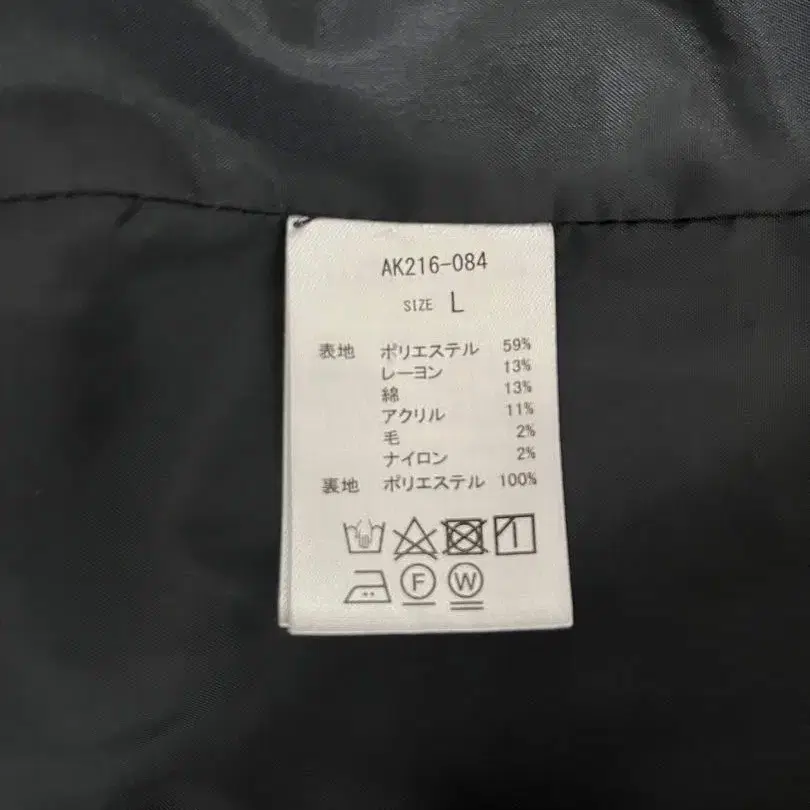 AK216-084
SIZE L
表地 ポリエステル 59%
レーヨン 13%
綿 13%
アクリル 11%
毛 2%
ナイロン 2%
裏地 ポリエステル 100%
F W